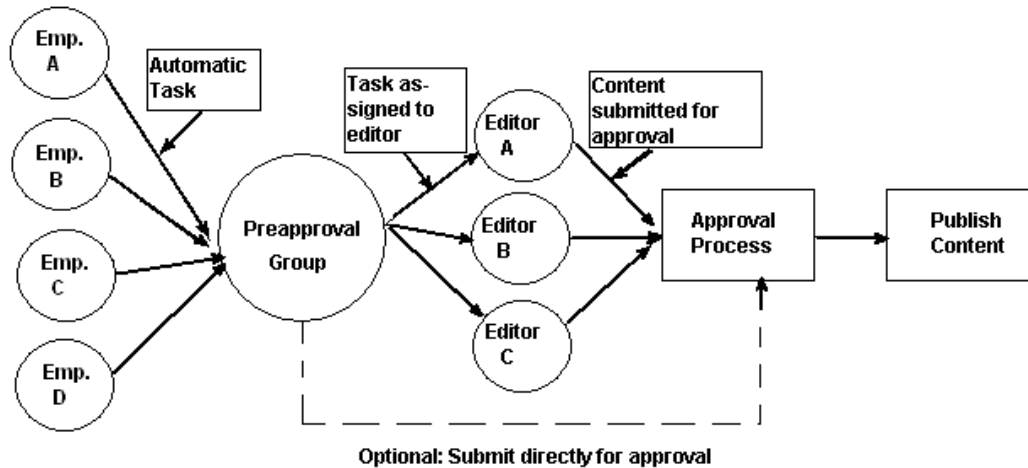 Emp.
A
Automatic
Task
Emp.
B
Emp.
C
Emp.
D
Preapproval
Group
Task as-
signed to
editor
Editor
A
Editor
B
Editor
C
Content
submitted for
approval
Approval
Process
Publish
Content
Optional: Submit directly for approval